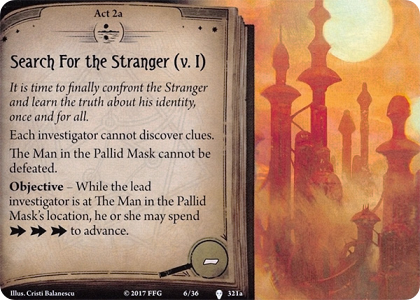 Act 2a
Search For the Stranger (v. I)
It is time to finally confront the Stranger
and learn the truth about his identity,
once and for all.
Each investigator cannot discover clues.
The Man in the Pallid Mask cannot be
defeated.
Objective – While the lead
investigator is at The Man in the Pallid
Mask's location, he or she may spend
to advance.
–
Illus. Cristi Balanescu © 2017 FFG 6/36 321a